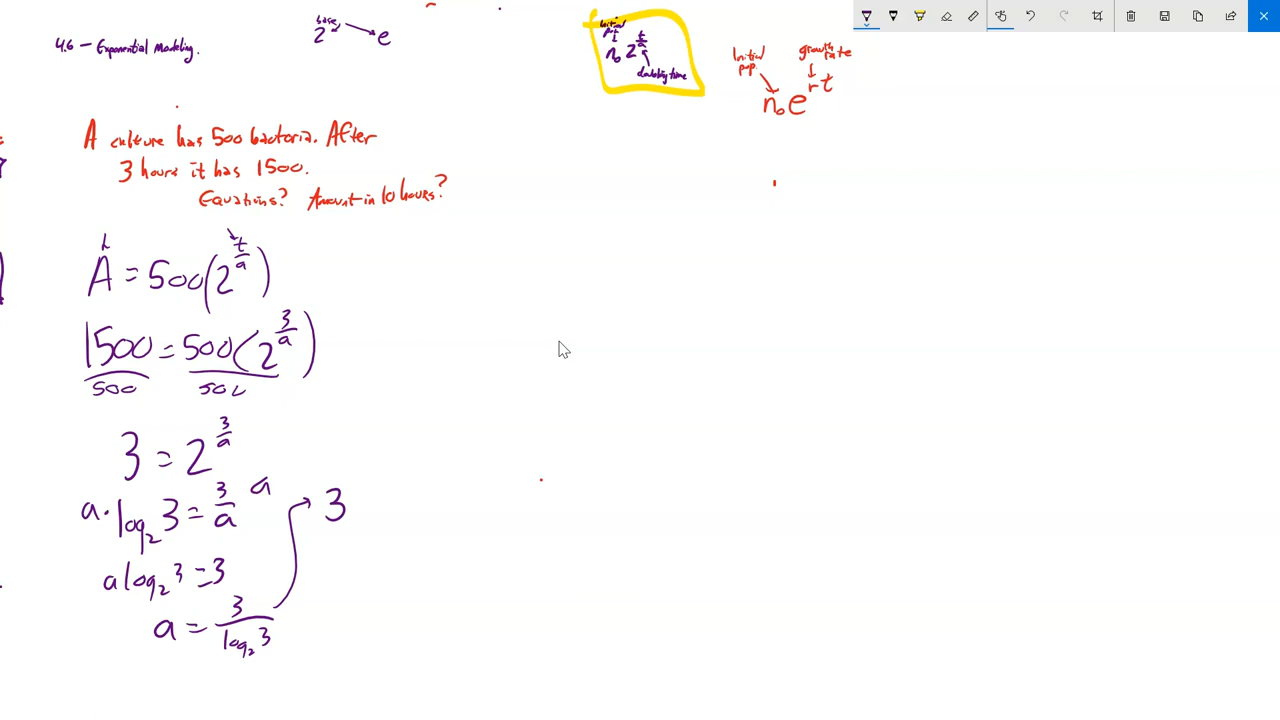 4.6 – Exponential Modeling.
base
2 → e
initial
n₀ 2^(t/a)
doubling time
Initial pop.
growth rate
n₀ e^(rt)
A culture has 500 bacteria. After
3 hours it has 1500.
Equations? Amount in 10 hours?
A = 500(2^(t/a))
1500 = 500(2^(3/a))
500 500
3 = 2^(3/a)
a · log₂ 3 = 3/a a
a log₂ 3 = 3
a = 3/log₂ 3 → 3